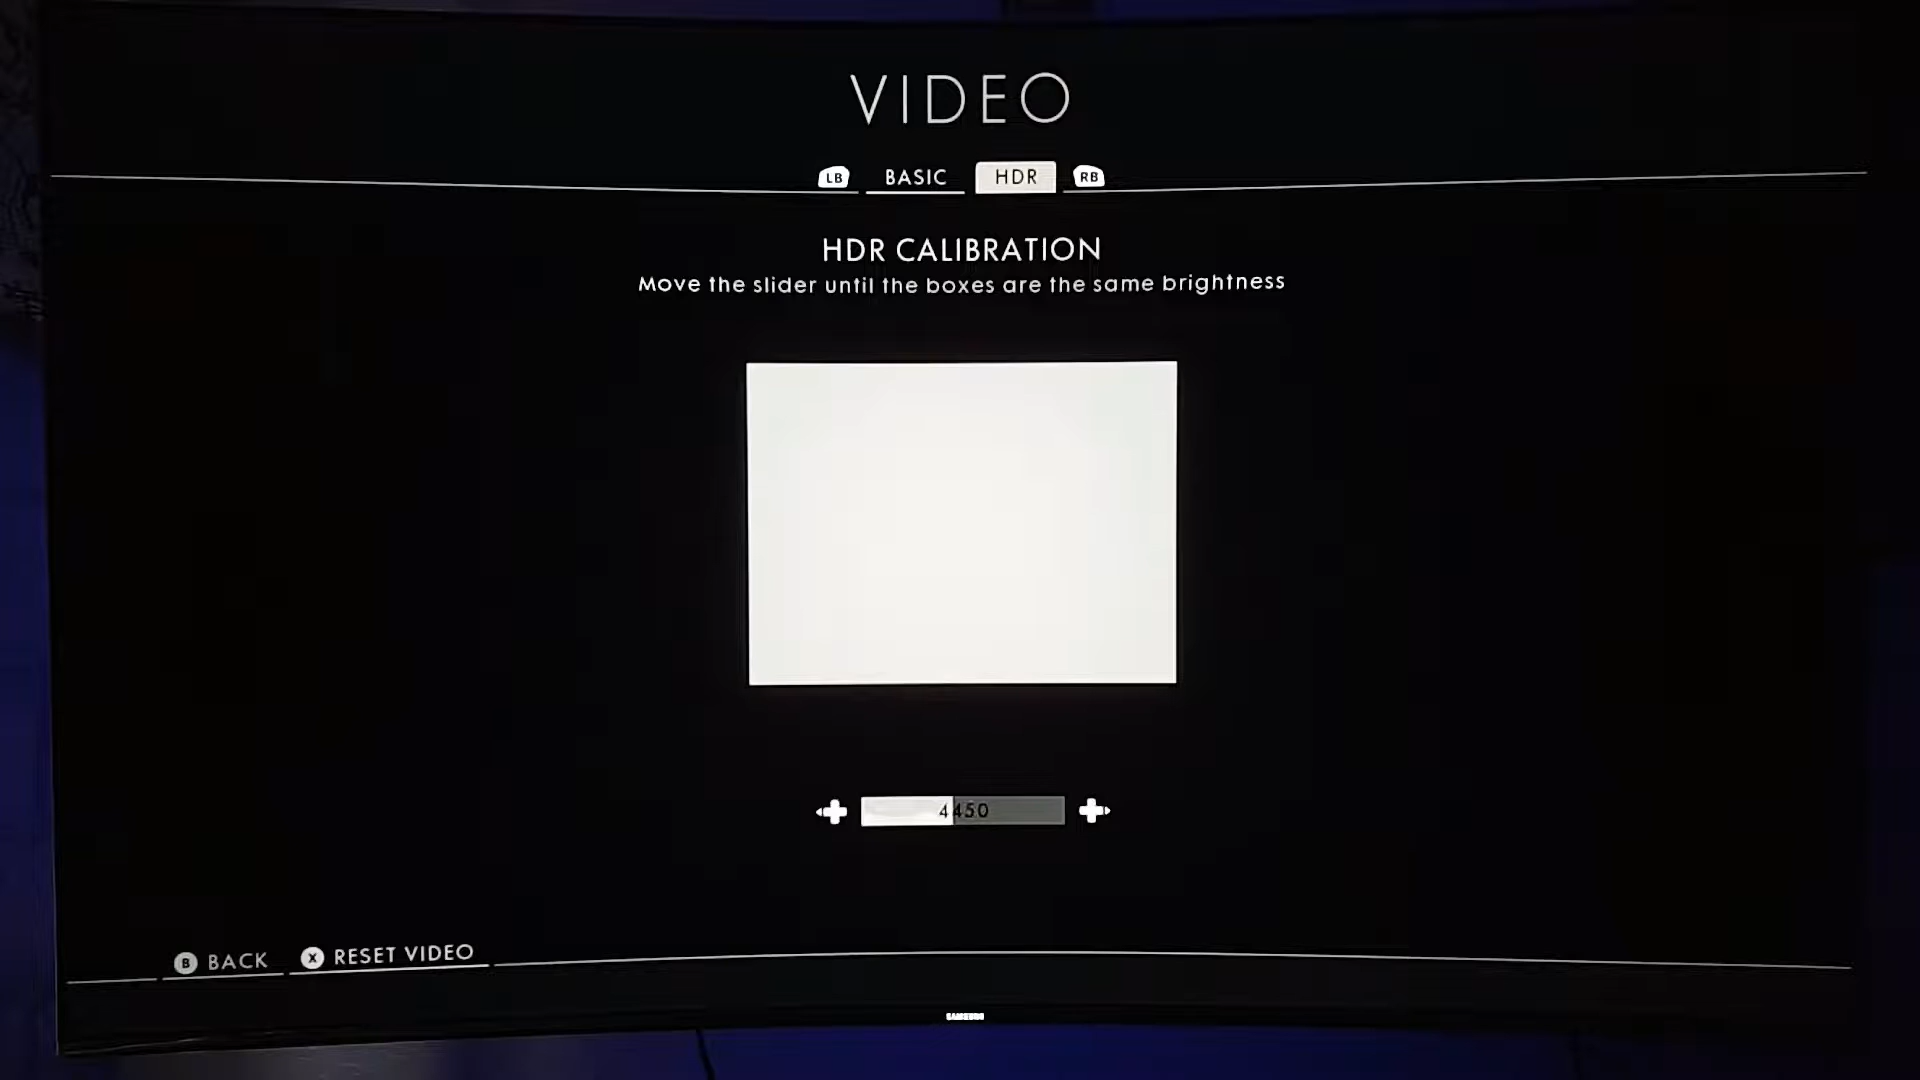 VIDEO
LB BASIC HDR RB
HDR CALIBRATION
Move the slider until the boxes are the same brightness
4450
B BACK X RESET VIDEO
SAMSUNG